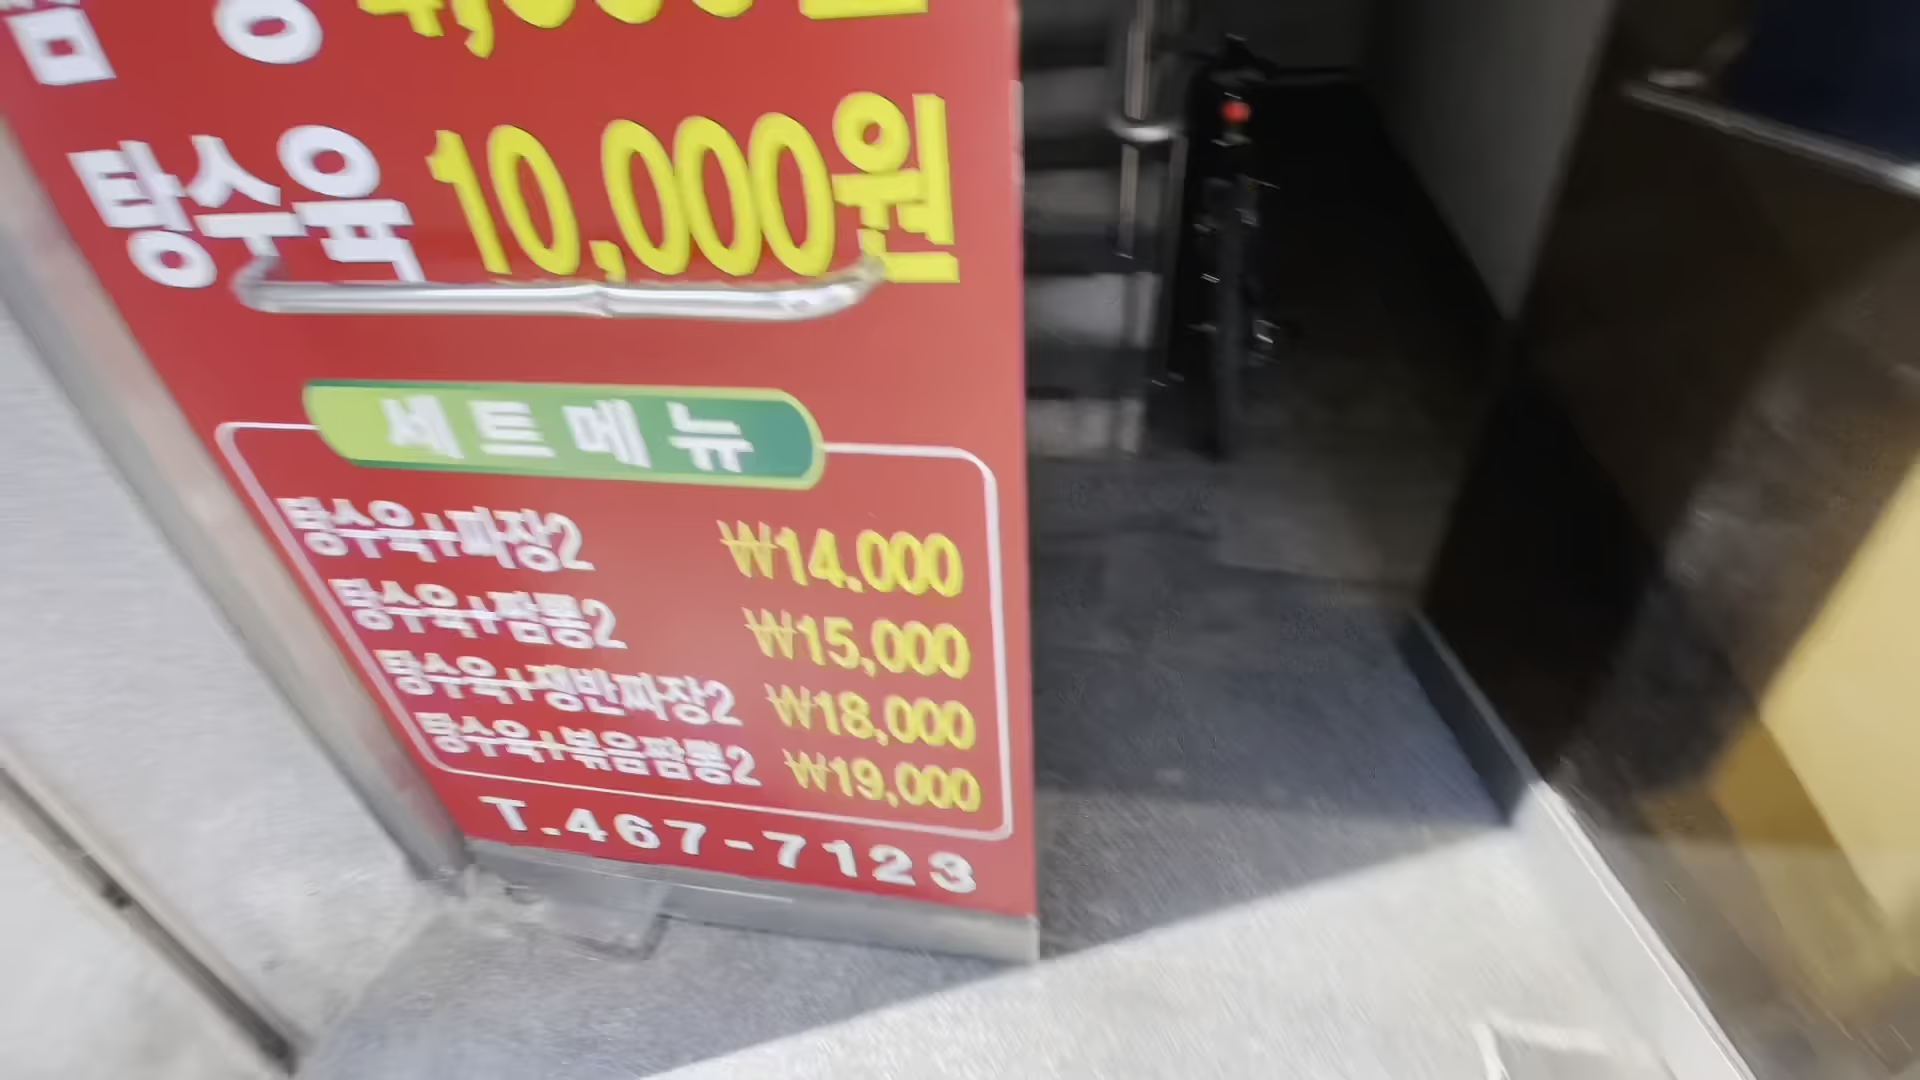 탕수육 10,000원
세트메뉴
탕수육+짜장2 ₩14.000
탕수육+짬뽕2 ₩15,000
탕수육+쟁반짜장2 ₩18,000
탕수육+볶음짬뽕2 ₩19,000
T.467-7123